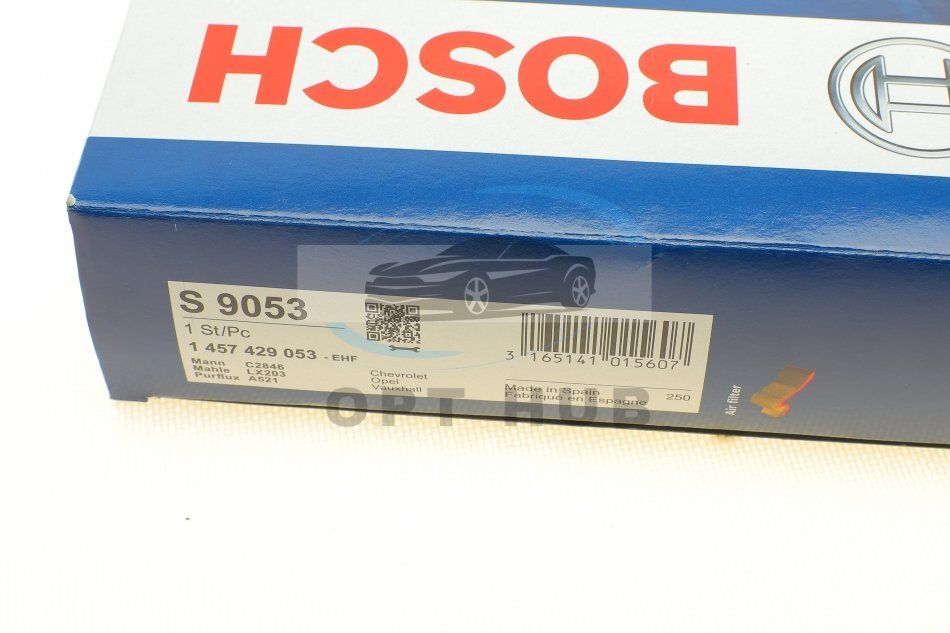 BOSCH
S 9053
1 St/Pc
1 457 429 053 - EHF
Mann C2846
Mahle LX203
Purflux A521
Chevrolet
Opel
Vauxhall
3 165141 015607
Made in Spain
Fabriqué en Espagne
250
Air filter
OPT HUB